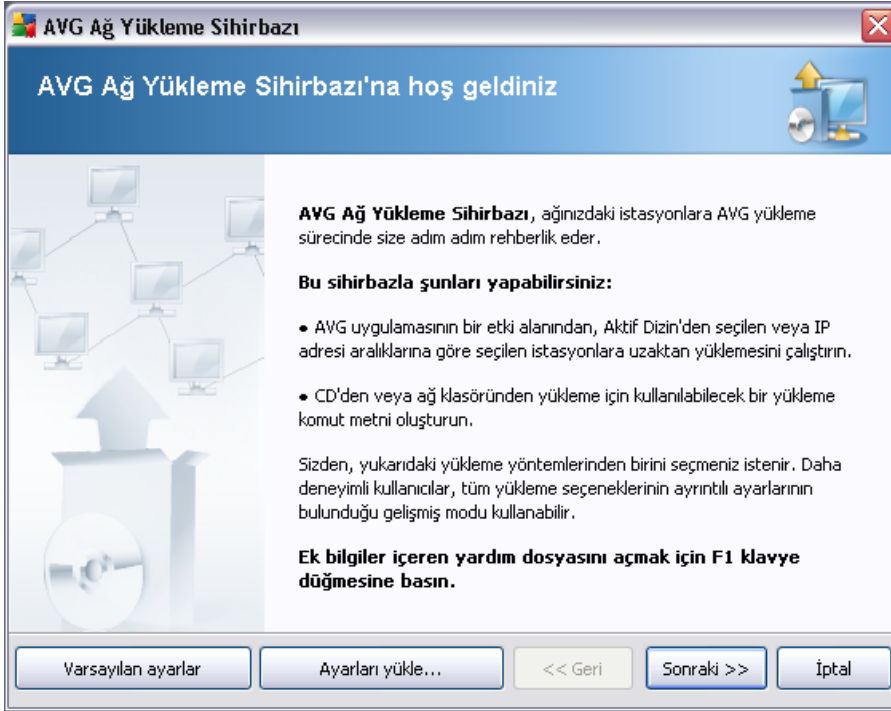 AVG Ağ Yükleme Sihirbazı
AVG Ağ Yükleme Sihirbazı'na hoş geldiniz
AVG Ağ Yükleme Sihirbazı, ağınızdaki istasyonlara AVG yükleme
sürecinde size adım adım rehberlik eder.
Bu sihirbazla şunları yapabilirsiniz:
• AVG uygulamasının bir etki alanından, Aktif Dizin'den seçilen veya IP
adresi aralıklarına göre seçilen istasyonlara uzaktan yüklemesini çalıştırın.
• CD'den veya ağ klasöründen yükleme için kullanılabilecek bir yükleme
komut metni oluşturun.
Sizden, yukarıdaki yükleme yöntemlerinden birini seçmeniz istenir. Daha
deneyimli kullanıcılar, tüm yükleme seçeneklerinin ayrıntılı ayarlarının
bulunduğu gelişmiş modu kullanabilir.
Ek bilgiler içeren yardım dosyasını açmak için F1 klavye
düğmesine basın.
Varsayılan ayarlar
Ayarları yükle...
<< Geri
Sonraki >>
İptal